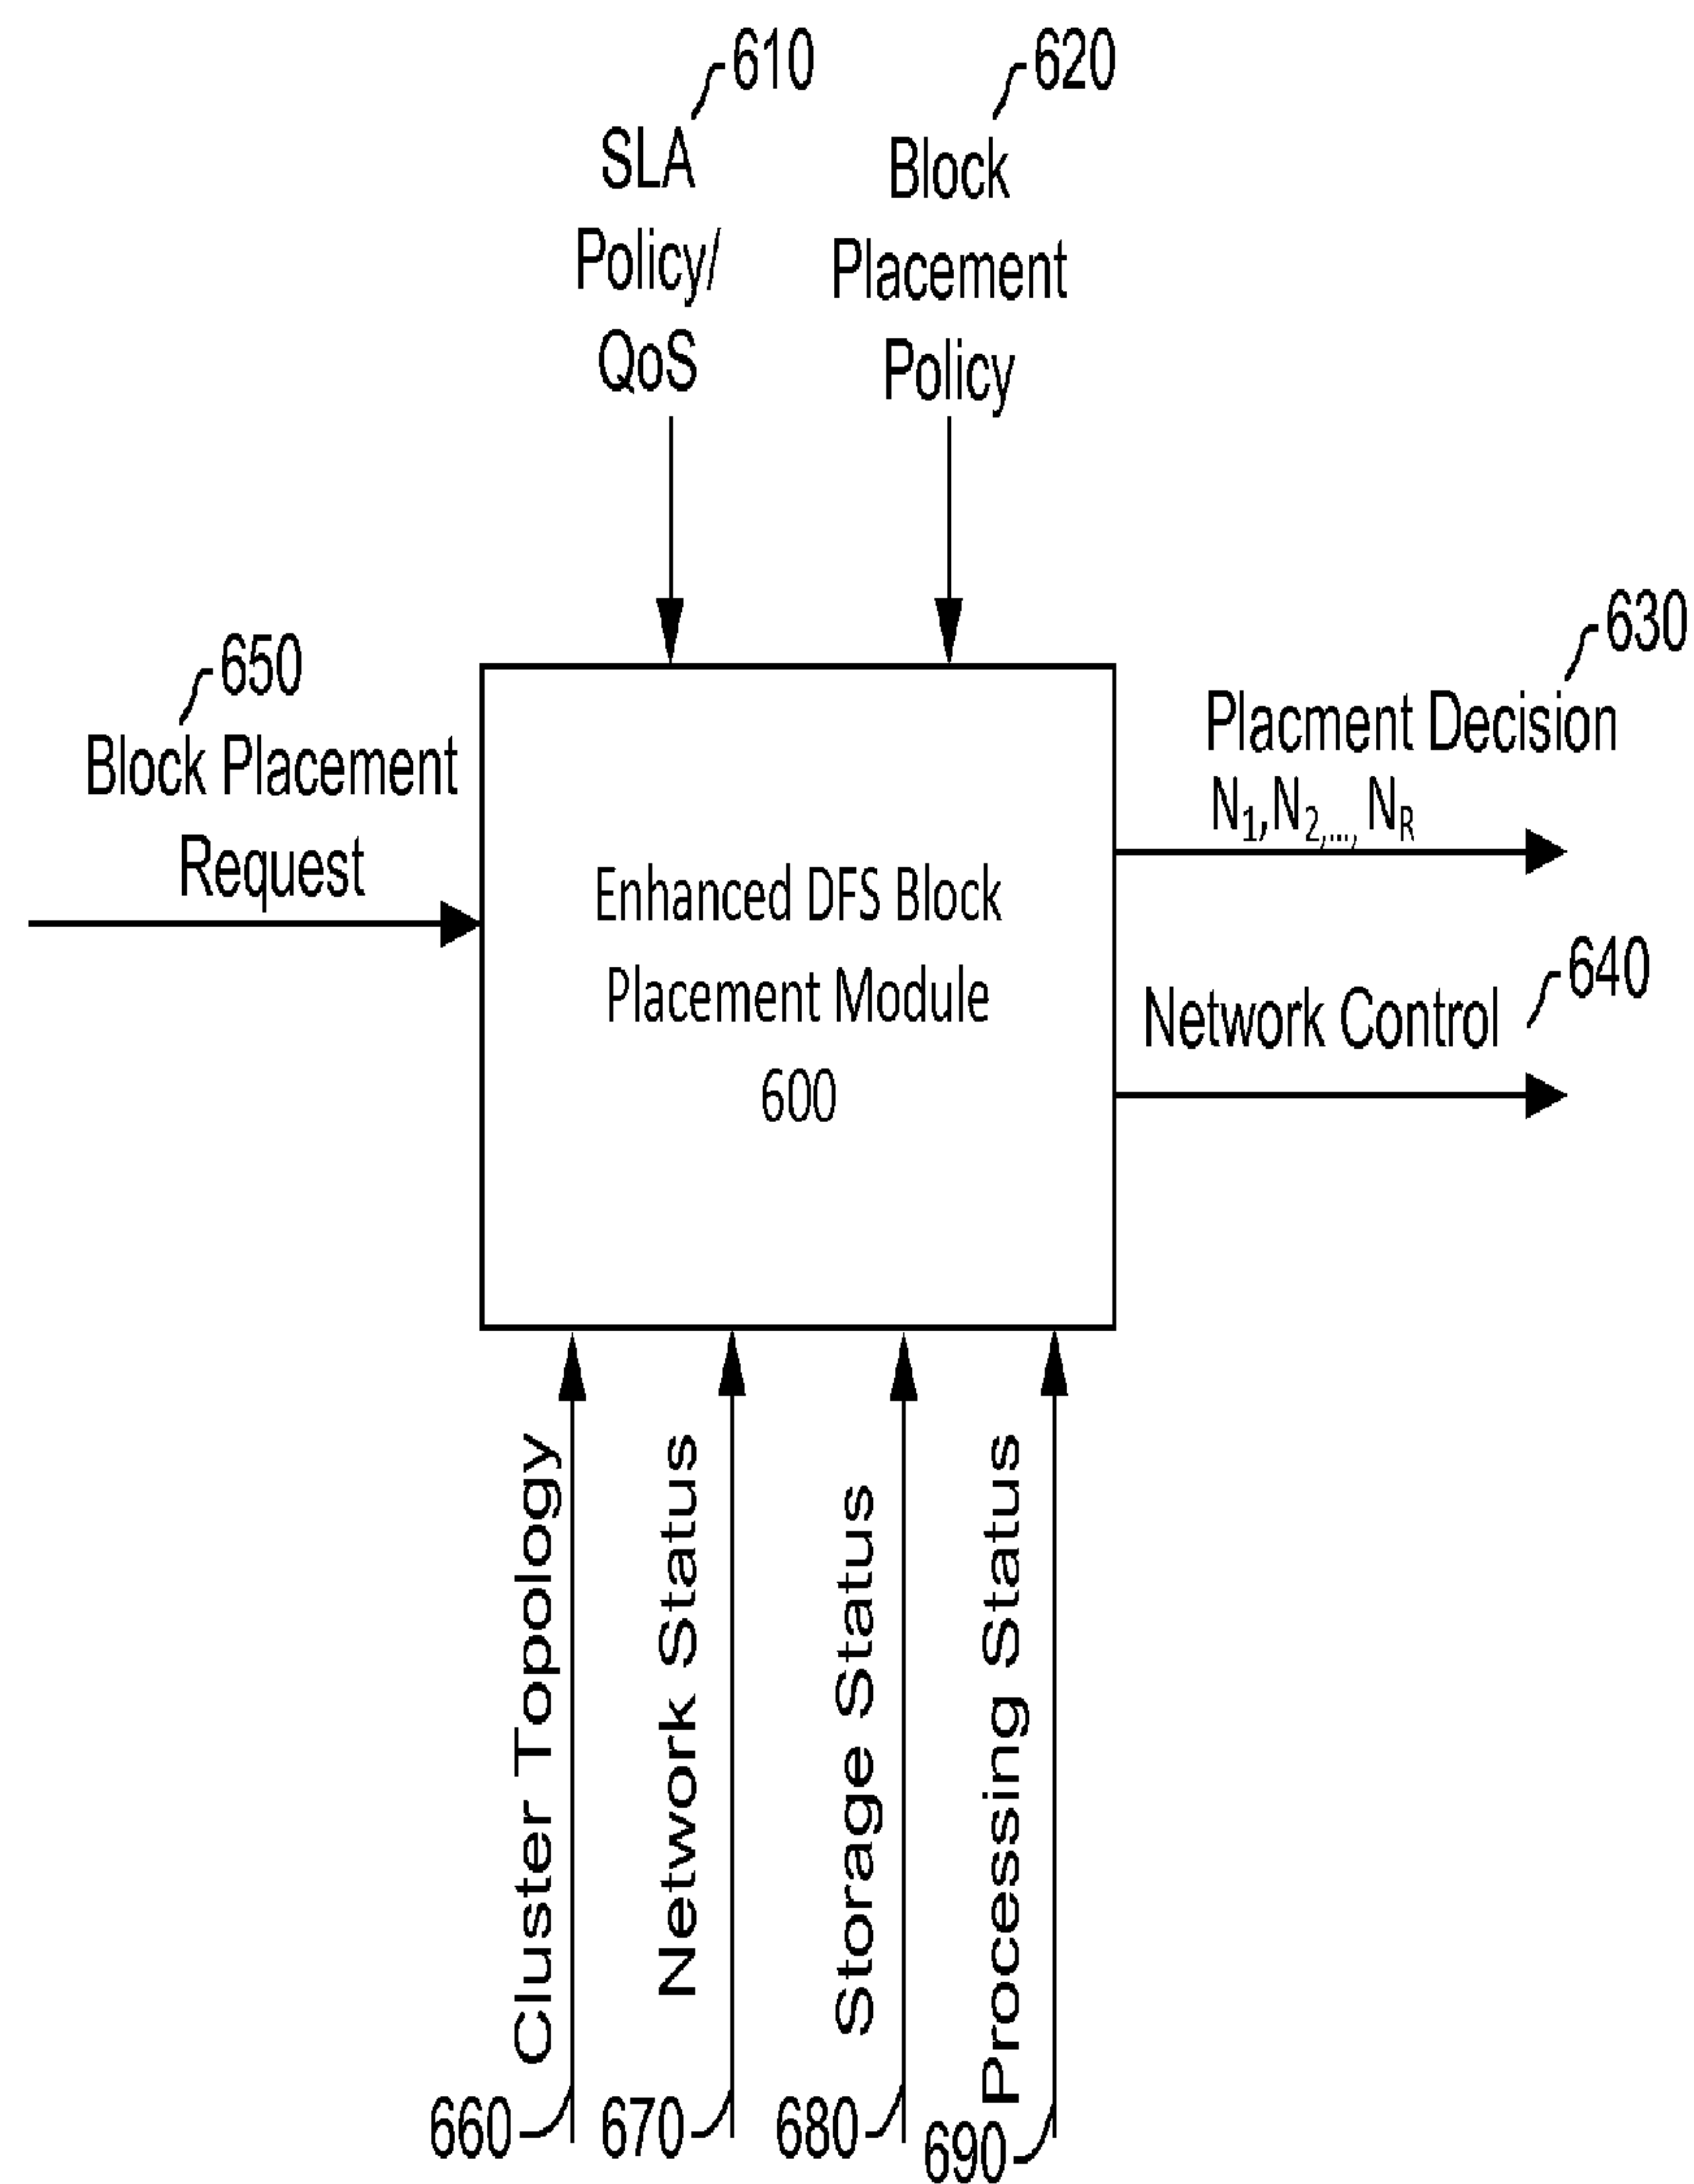 610
SLA
Policy/
QoS
620
Block
Placement
Policy
650
Block Placement
Request
630
Placment Decision
N1,N2,..., NR
640
Network Control
Enhanced DFS Block
Placement Module
600
Cluster Topology
Network Status
Storage Status
Processing Status
660
670
680
690